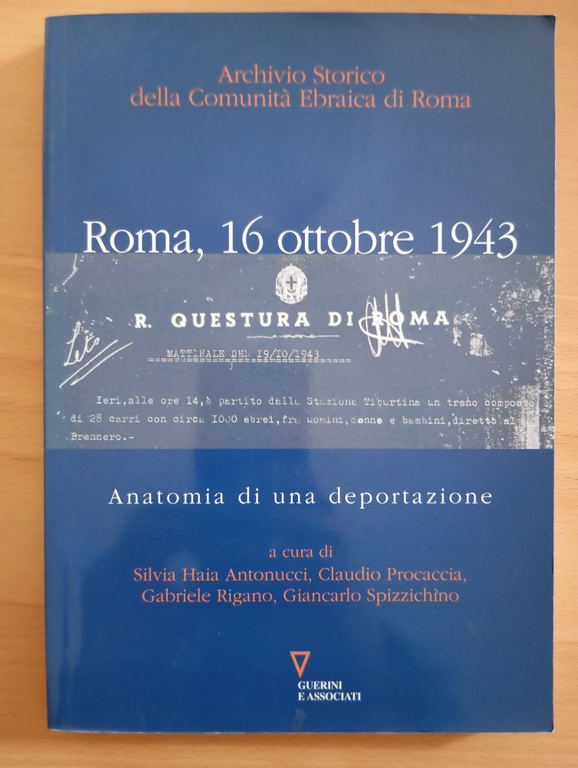 Archivio Storico
della Comunità Ebraica di Roma
Roma, 16 ottobre 1943
R. QUESTURA DI ROMA
Leto
MATTINALE DEL 19/10/1943
Ieri,alle ore 14,è partito dalla Stazione Tiburtina un treno composto
di 28 carri con circa 1000 ebrei,fra uomini,donne e bambini,diretto al
Brennero.-
Anatomia di una deportazione
a cura di
Silvia Haia Antonucci, Claudio Procaccia,
Gabriele Rigano, Giancarlo Spizzichìno
GUERINI
E ASSOCIATI